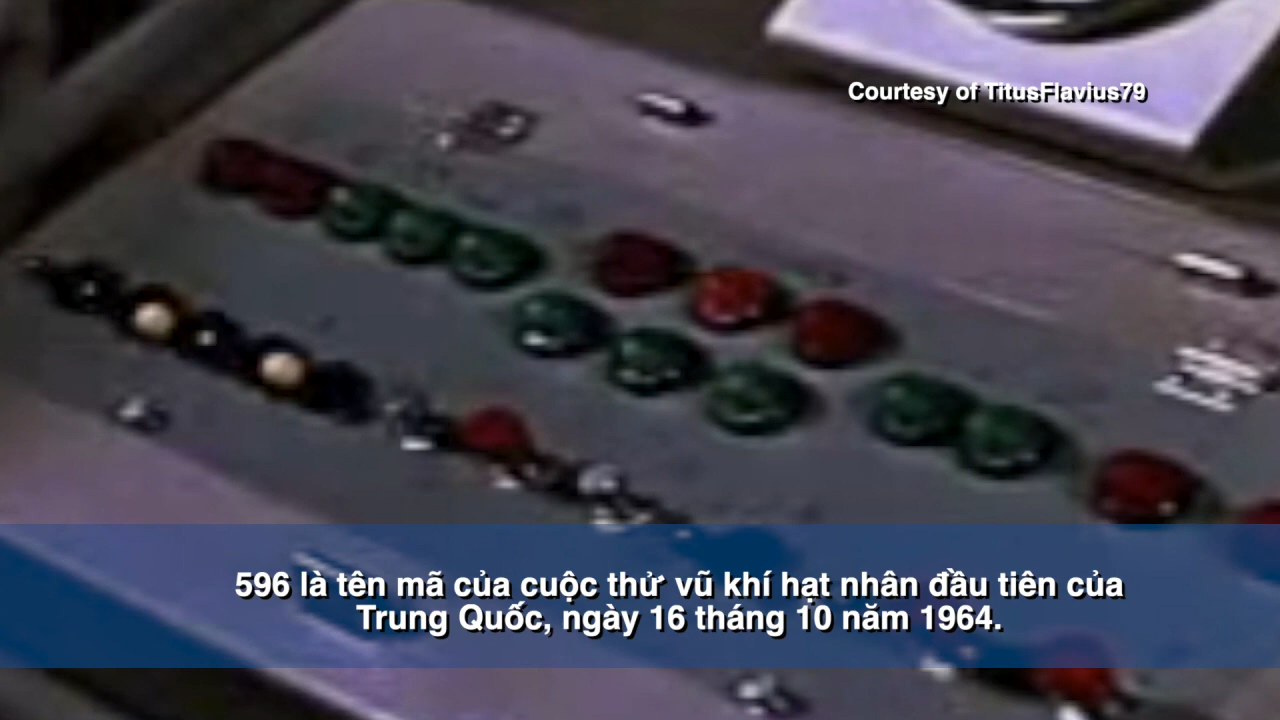 Courtesy of TitusFlavius79
596 là tên mã của cuộc thử vũ khí hạt nhân đầu tiên của
Trung Quốc, ngày 16 tháng 10 năm 1964.